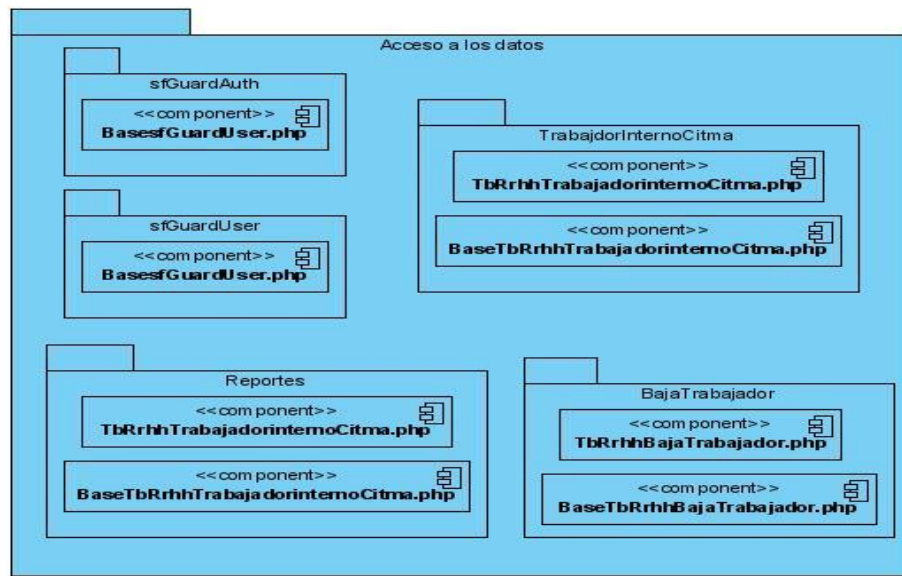 Acceso a los datos
sfGuardAuth
<<component>>
BasesfGuardUser.php
TrabajdorInternoCitma
<<component>>
TbRrhhTrabajadorinternoCitma.php
<<component>>
BaseTbRrhhTrabajadorinternoCitma.php
sfGuardUser
<<component>>
BasesfGuardUser.php
Reportes
<<component>>
TbRrhhTrabajadorinternoCitma.php
<<component>>
BaseTbRrhhTrabajadorinternoCitma.php
BajaTrabajador
<<component>>
TbRrhhBajaTrabajador.php
<<component>>
BaseTbRrhhBajaTrabajador.php